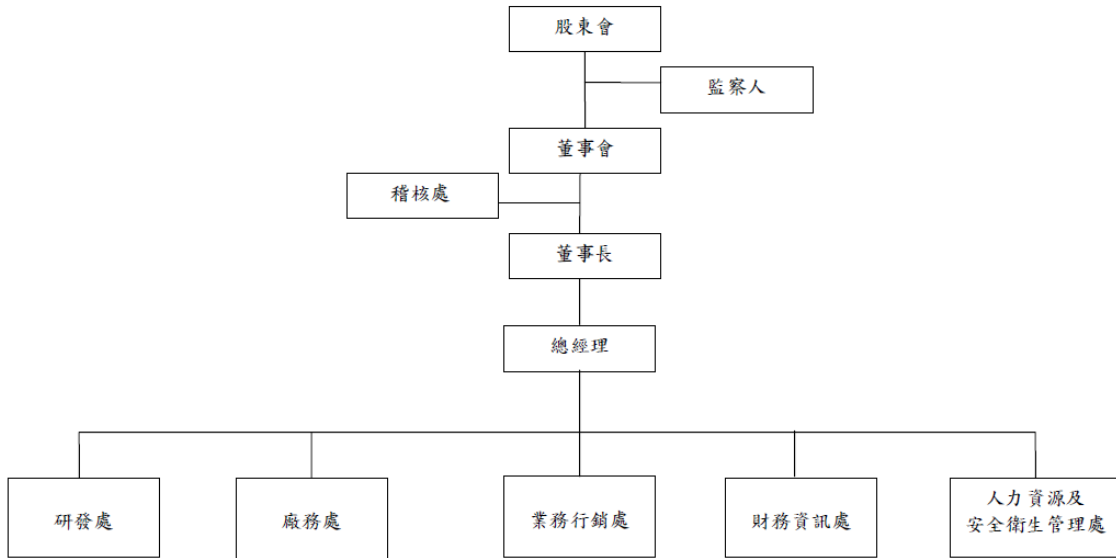 股東會
監察人
董事會
稽核處
董事長
總經理
研發處
廠務處
業務行銷處
財務資訊處
人力資源及
安全衛生管理處